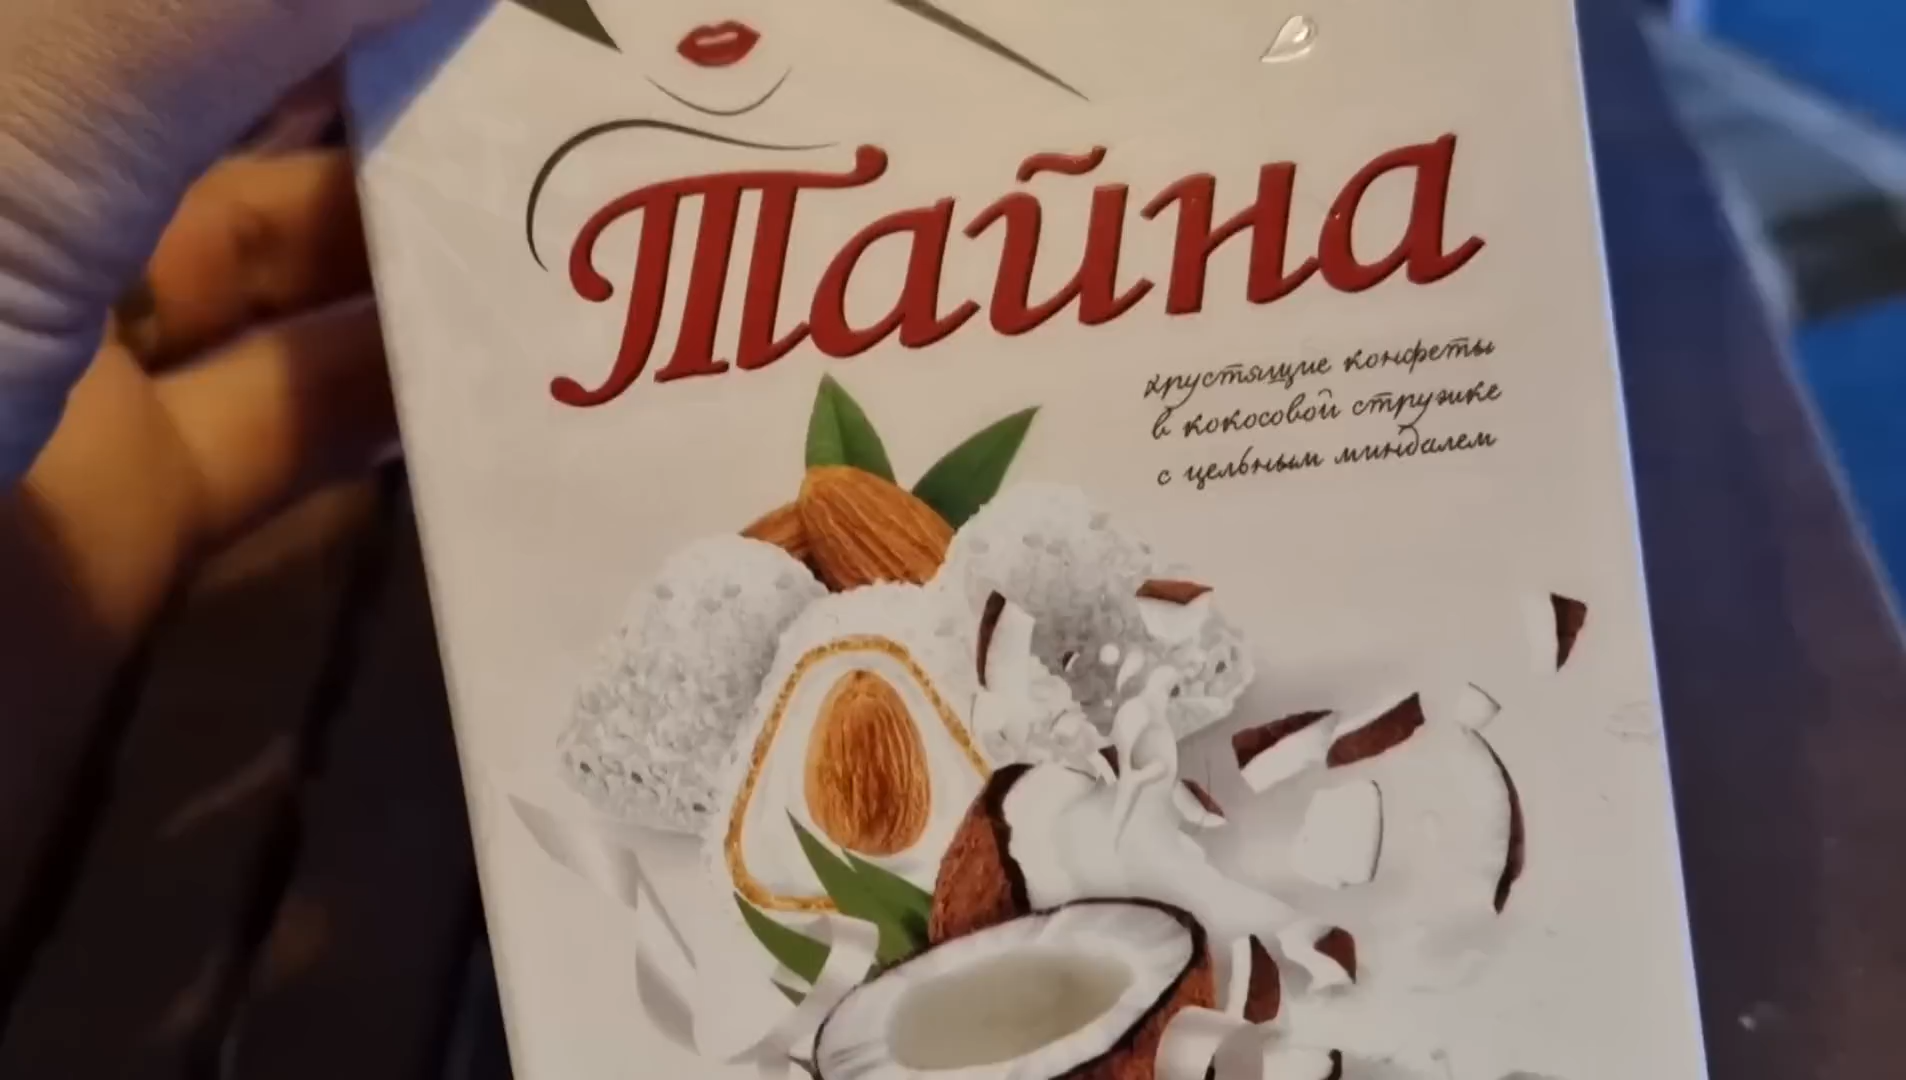 Тайна
хрустящие конфеты
в кокосовой стружке
с цельным миндалем